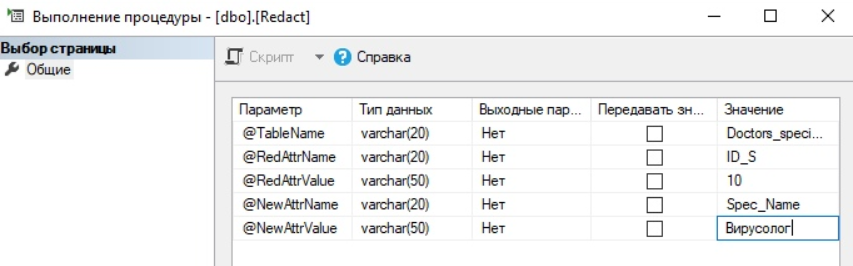 Выполнение процедуры - [dbo].[Redact]
Выбор страницы
Общие
Скрипт Справка
Параметр Тип данных Выходные пар... Передавать зн... Значение
@TableName varchar(20) Нет Doctors_speci...
@RedAttrName varchar(20) Нет ID_S
@RedAttrValue varchar(50) Нет 10
@NewAttrName varchar(20) Нет Spec_Name
@NewAttrValue varchar(50) Нет Вирусолог